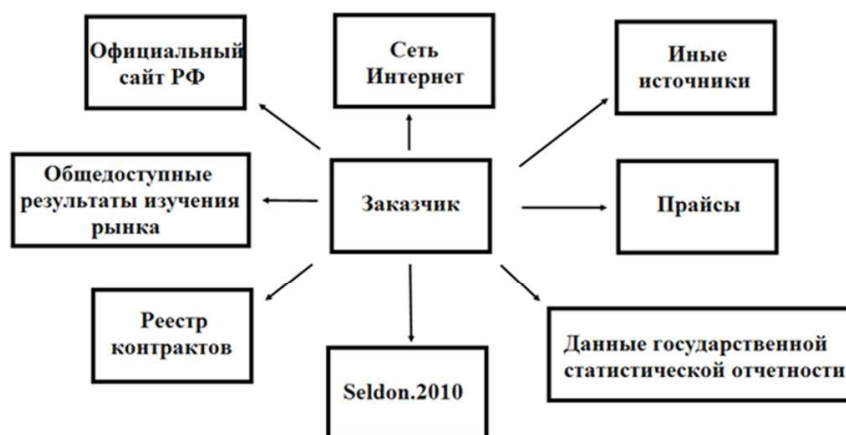 Официальный
сайт РФ
Сеть
Интернет
Иные
источники
Общедоступные
результаты изучения
рынка
Заказчик
Прайсы
Реестр
контрактов
Seldon.2010
Данные государственной
статистической отчетности